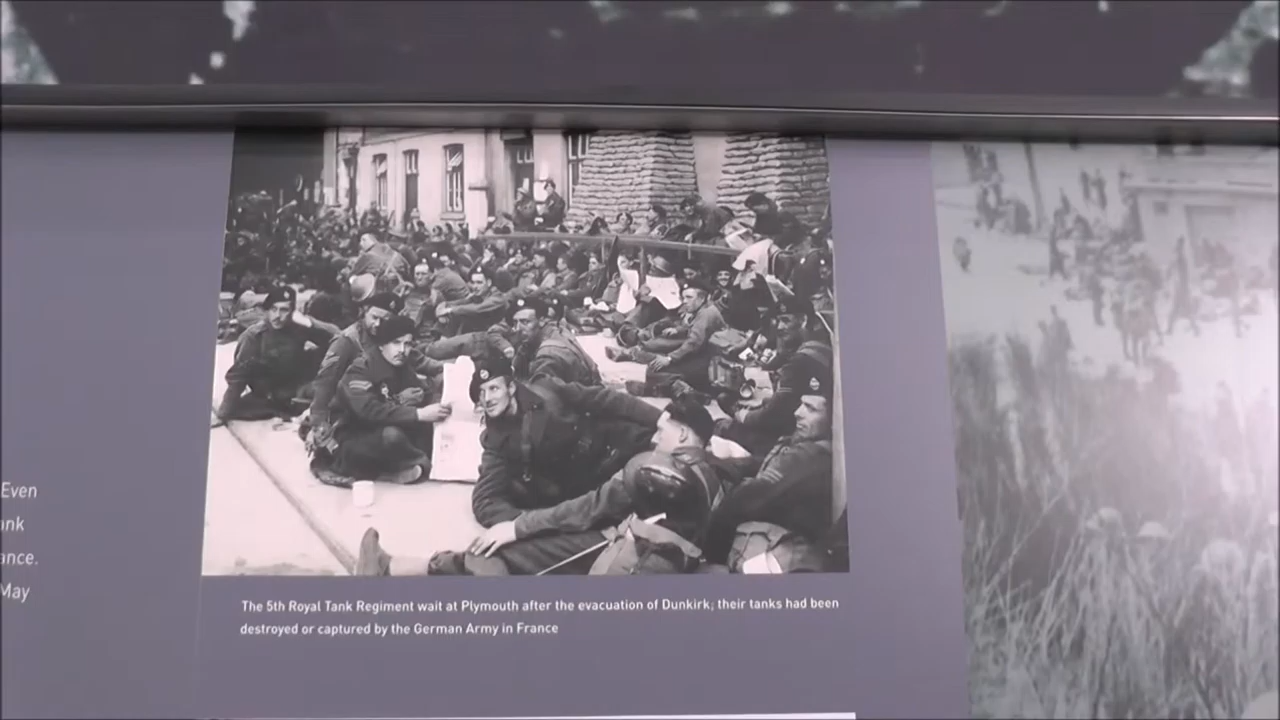 Even
ance.
May
The 5th Royal Tank Regiment wait at Plymouth after the evacuation of Dunkirk; their tanks had been
destroyed or captured by the German Army in France